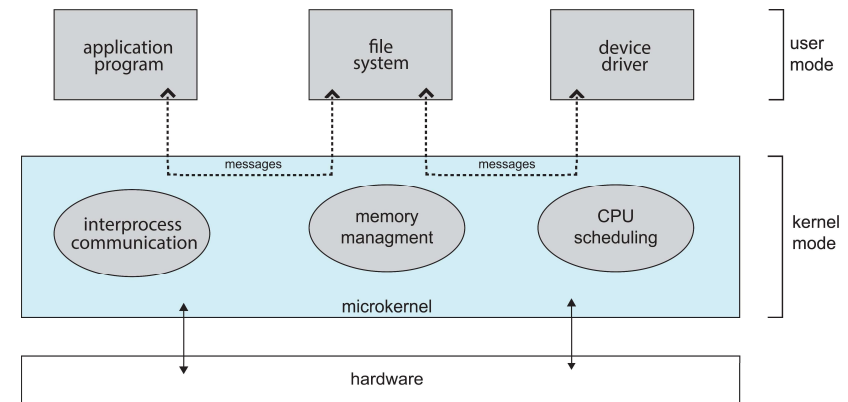 application
program
file
system
device
driver
user
mode
messages
messages
interprocess
communication
memory
managment
CPU
scheduling
kernel
mode
microkernel
hardware